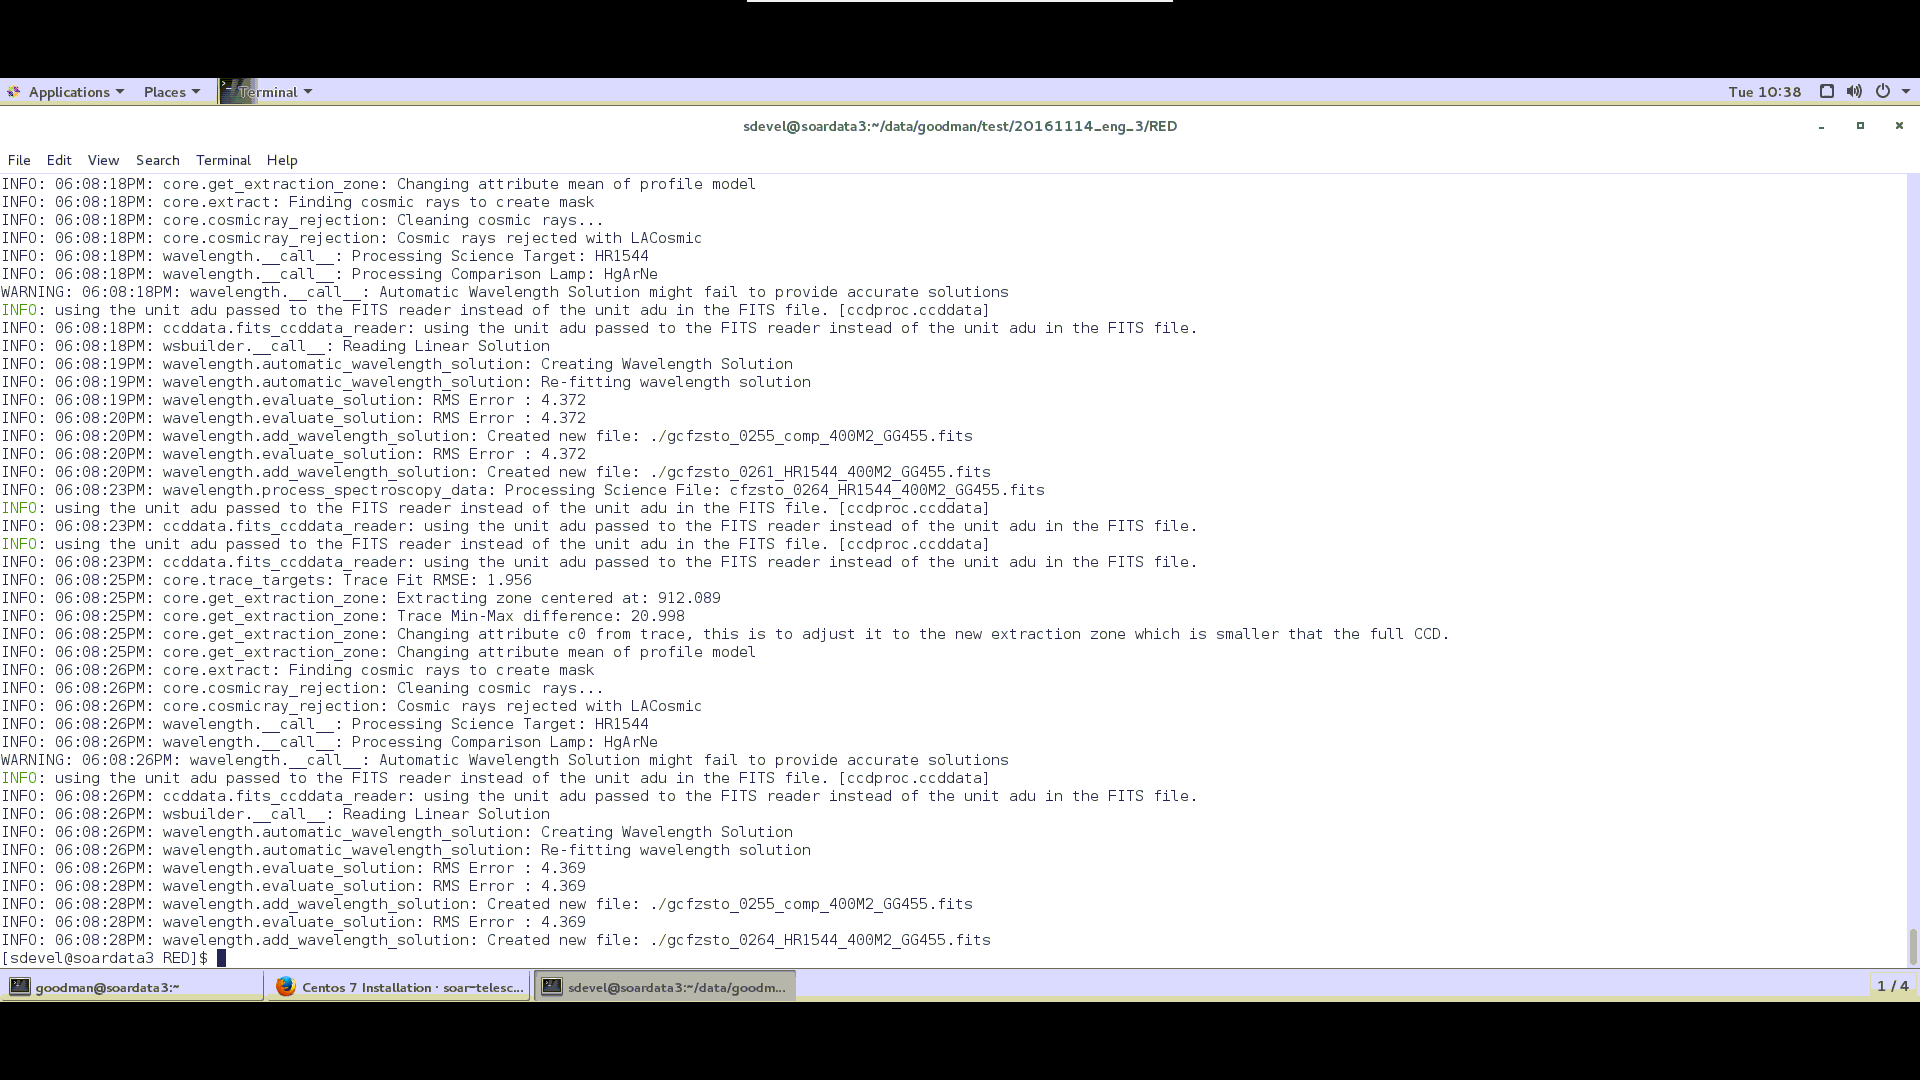 Applications Places Terminal Tue 10:38
sdevel@soardata3:~/data/goodman/test/20161114_eng_3/RED
File Edit View Search Terminal Help
INFO: 06:08:18PM: core.get_extraction_zone: Changing attribute mean of profile model
INFO: 06:08:18PM: core.extract: Finding cosmic rays to create mask
INFO: 06:08:18PM: core.cosmicray_rejection: Cleaning cosmic rays...
INFO: 06:08:18PM: core.cosmicray_rejection: Cosmic rays rejected with LACosmic
INFO: 06:08:18PM: wavelength.__call__: Processing Science Target: HR1544
INFO: 06:08:18PM: wavelength.__call__: Processing Comparison Lamp: HgArNe
WARNING: 06:08:18PM: wavelength.__call__: Automatic Wavelength Solution might fail to provide accurate solutions
INFO: using the unit adu passed to the FITS reader instead of the unit adu in the FITS file. [ccdproc.ccddata]
INFO: 06:08:18PM: ccddata.fits_ccddata_reader: using the unit adu passed to the FITS reader instead of the unit adu in the FITS file.
INFO: 06:08:18PM: wsbuilder.__call__: Reading Linear Solution
INFO: 06:08:19PM: wavelength.automatic_wavelength_solution: Creating Wavelength Solution
INFO: 06:08:19PM: wavelength.automatic_wavelength_solution: Re-fitting wavelength solution
INFO: 06:08:19PM: wavelength.evaluate_solution: RMS Error : 4.372
INFO: 06:08:20PM: wavelength.evaluate_solution: RMS Error : 4.372
INFO: 06:08:20PM: wavelength.add_wavelength_solution: Created new file: ./gcfzsto_0255_comp_400M2_GG455.fits
INFO: 06:08:20PM: wavelength.evaluate_solution: RMS Error : 4.372
INFO: 06:08:20PM: wavelength.add_wavelength_solution: Created new file: ./gcfzsto_0261_HR1544_400M2_GG455.fits
INFO: 06:08:23PM: wavelength.process_spectroscopy_data: Processing Science File: cfzsto_0264_HR1544_400M2_GG455.fits
INFO: using the unit adu passed to the FITS reader instead of the unit adu in the FITS file. [ccdproc.ccddata]
INFO: 06:08:23PM: ccddata.fits_ccddata_reader: using the unit adu passed to the FITS reader instead of the unit adu in the FITS file.
INFO: using the unit adu passed to the FITS reader instead of the unit adu in the FITS file. [ccdproc.ccddata]
INFO: 06:08:23PM: ccddata.fits_ccddata_reader: using the unit adu passed to the FITS reader instead of the unit adu in the FITS file.
INFO: 06:08:25PM: core.trace_targets: Trace Fit RMSE: 1.956
INFO: 06:08:25PM: core.get_extraction_zone: Extracting zone centered at: 912.089
INFO: 06:08:25PM: core.get_extraction_zone: Trace Min-Max difference: 20.998
INFO: 06:08:25PM: core.get_extraction_zone: Changing attribute c0 from trace, this is to adjust it to the new extraction zone which is smaller that the full CCD.
INFO: 06:08:25PM: core.get_extraction_zone: Changing attribute mean of profile model
INFO: 06:08:26PM: core.extract: Finding cosmic rays to create mask
INFO: 06:08:26PM: core.cosmicray_rejection: Cleaning cosmic rays...
INFO: 06:08:26PM: core.cosmicray_rejection: Cosmic rays rejected with LACosmic
INFO: 06:08:26PM: wavelength.__call__: Processing Science Target: HR1544
INFO: 06:08:26PM: wavelength.__call__: Processing Comparison Lamp: HgArNe
WARNING: 06:08:26PM: wavelength.__call__: Automatic Wavelength Solution might fail to provide accurate solutions
INFO: using the unit adu passed to the FITS reader instead of the unit adu in the FITS file. [ccdproc.ccddata]
INFO: 06:08:26PM: ccddata.fits_ccddata_reader: using the unit adu passed to the FITS reader instead of the unit adu in the FITS file.
INFO: 06:08:26PM: wsbuilder.__call__: Reading Linear Solution
INFO: 06:08:26PM: wavelength.automatic_wavelength_solution: Creating Wavelength Solution
INFO: 06:08:26PM: wavelength.automatic_wavelength_solution: Re-fitting wavelength solution
INFO: 06:08:26PM: wavelength.evaluate_solution: RMS Error : 4.369
INFO: 06:08:28PM: wavelength.evaluate_solution: RMS Error : 4.369
INFO: 06:08:28PM: wavelength.add_wavelength_solution: Created new file: ./gcfzsto_0255_comp_400M2_GG455.fits
INFO: 06:08:28PM: wavelength.evaluate_solution: RMS Error : 4.369
INFO: 06:08:28PM: wavelength.add_wavelength_solution: Created new file: ./gcfzsto_0264_HR1544_400M2_GG455.fits
[sdevel@soardata3 RED]$
goodman@soardata3:~ Centos 7 Installation · soar-telesc... sdevel@soardata3:~/data/goodm... 1 / 4